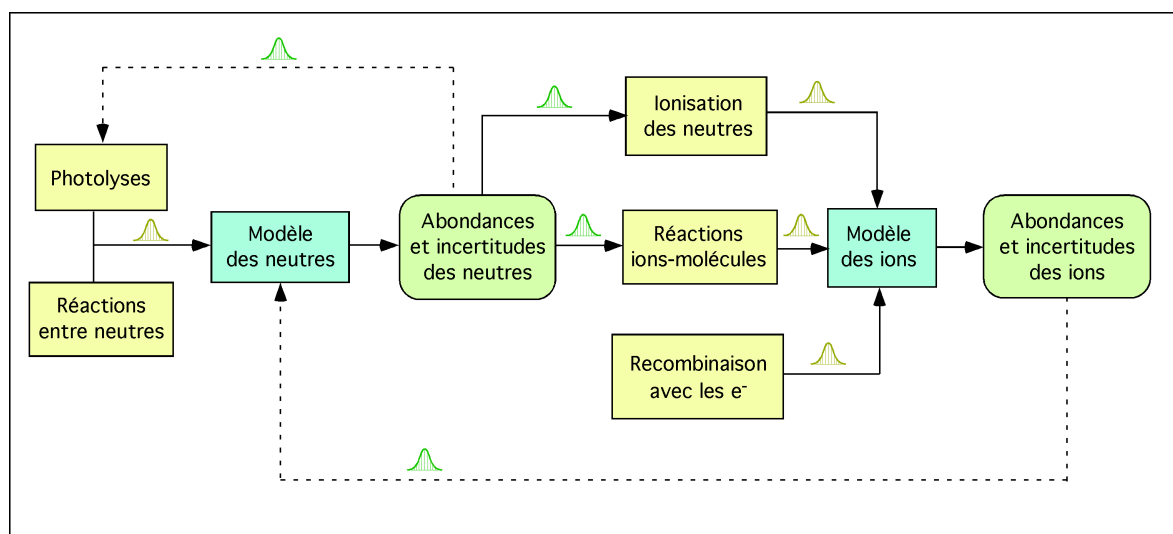 Photolyses
Réactions
entre neutres
Modèle
des neutres
Abondances
et incertitudes
des neutres
Ionisation
des neutres
Réactions
ions-molécules
Recombinaison
avec les e-
Modèle
des ions
Abondances
et incertitudes
des ions